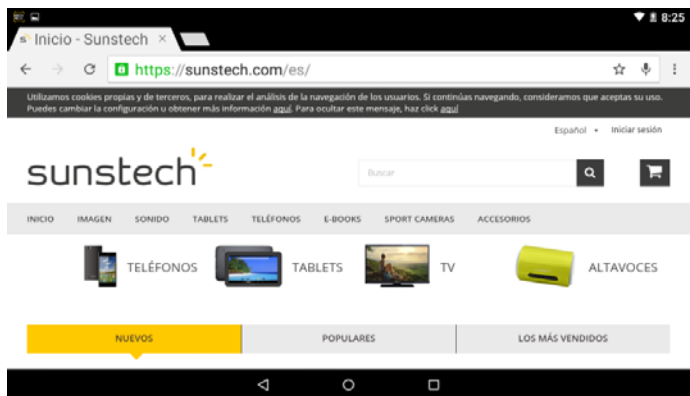 8:25
Inicio - Sunstech ×
https://sunstech.com/es/
Utilizamos cookies propias y de terceros, para realizar el análisis de la navegación de los usuarios. Si continúas navegando, consideramos que aceptas su uso.
Puedes cambiar la configuración u obtener más información aquí. Para ocultar este mensaje, haz click aquí
Español Iniciar sesión
sunstech
Buscar
INICIO IMAGEN SONIDO TABLETS TELÉFONOS E-BOOKS SPORT CAMERAS ACCESORIOS
TELÉFONOS TABLETS TV ALTAVOCES
NUEVOS POPULARES LOS MÁS VENDIDOS